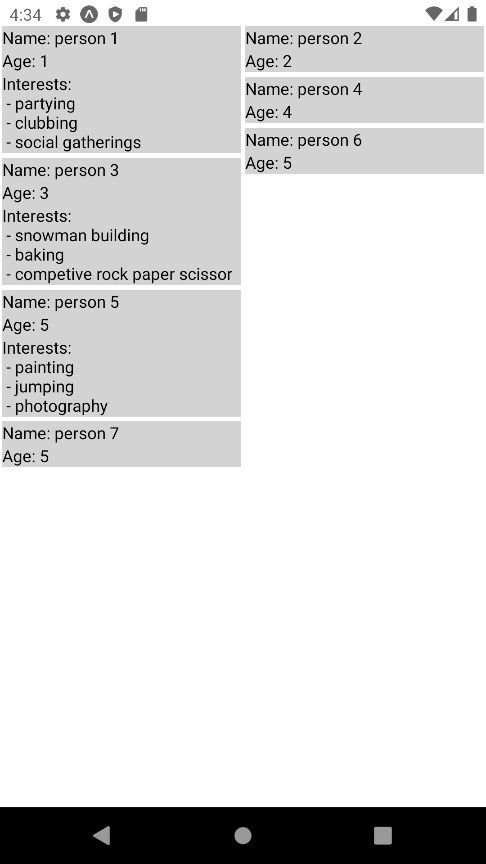 4:34
Name: person 1
Age: 1
Interests:
- partying
- clubbing
- social gatherings
Name: person 3
Age: 3
Interests:
- snowman building
- baking
- competive rock paper scissor
Name: person 5
Age: 5
Interests:
- painting
- jumping
- photography
Name: person 7
Age: 5
Name: person 2
Age: 2
Name: person 4
Age: 4
Name: person 6
Age: 5